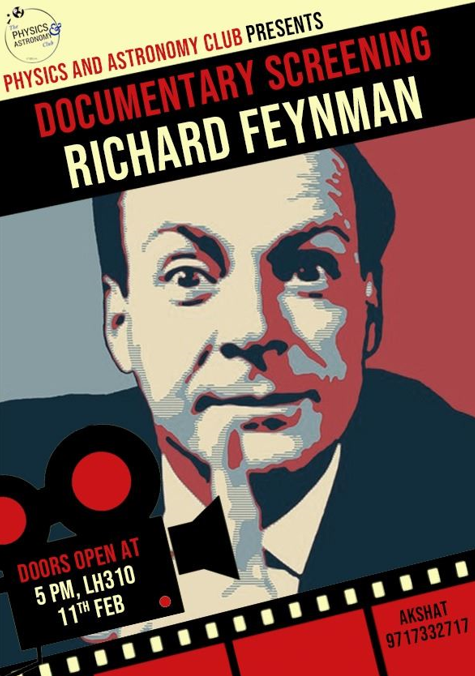 The
PHYSICS &
ASTRONOMY
Club
PHYSICS AND ASTRONOMY CLUB PRESENTS
DOCUMENTARY SCREENING
RICHARD FEYNMAN
DOORS OPEN AT
5 PM, LH310
11TH FEB
AKSHAT
9717332717